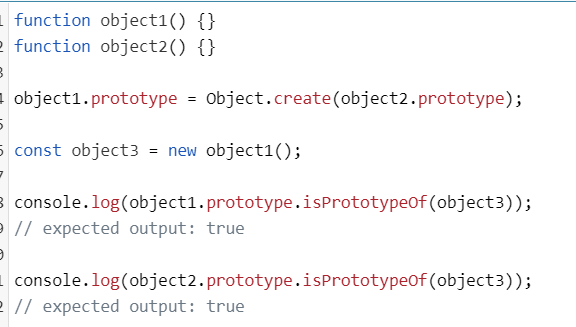 function object1() {}
function object2() {}
object1.prototype = Object.create(object2.prototype);
const object3 = new object1();
console.log(object1.prototype.isPrototypeOf(object3));
// expected output: true
console.log(object2.prototype.isPrototypeOf(object3));
// expected output: true